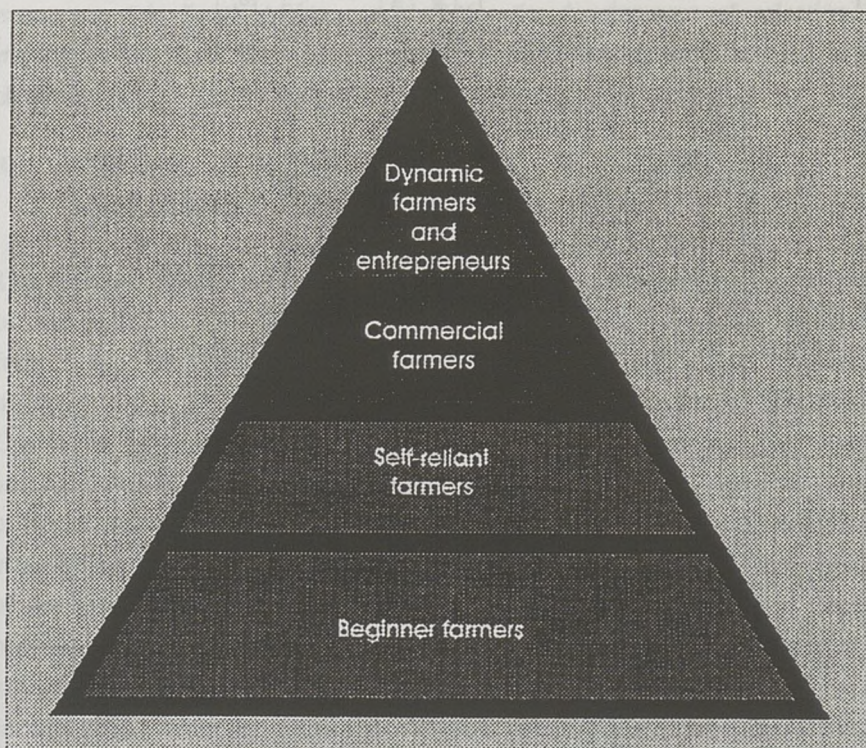 Dynamic
farmers
and
entrepreneurs
Commercial
farmers
Self-reliant
farmers
Beginner farmers